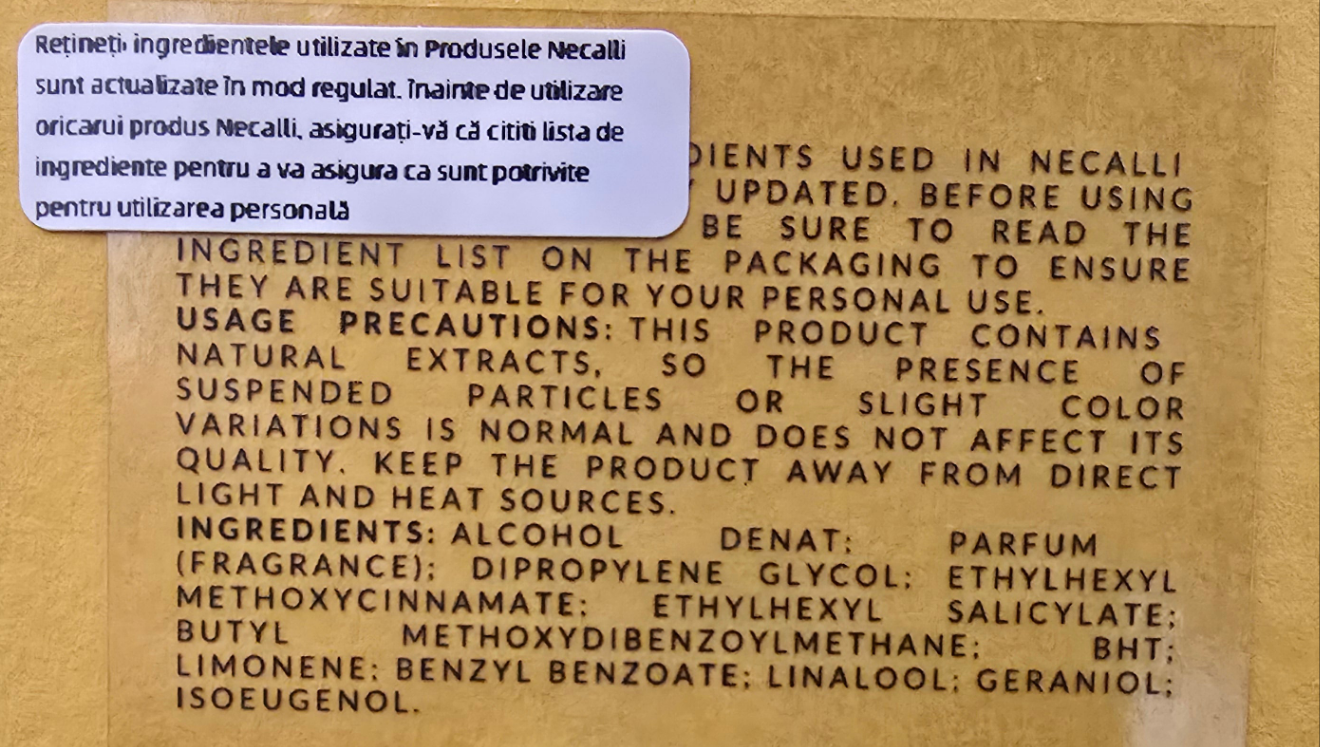 Rețineți› ingredientele utilizate în Produsele Necalli
sunt actualizate în mod regulat. Înainte de utilizare
oricarui produs Necalli, asigurați-vă că cititi lista de
ingrediente pentru a va asigura ca sunt potrivite
pentru utilizarea personală
DIENTS USED IN NECALLI
UPDATED. BEFORE USING
BE SURE TO READ THE
INGREDIENT LIST ON THE PACKAGING TO ENSURE
THEY ARE SUITABLE FOR YOUR PERSONAL USE.
USAGE PRECAUTIONS: THIS PRODUCT CONTAINS
NATURAL EXTRACTS, SO THE PRESENCE OF
SUSPENDED PARTICLES OR SLIGHT COLOR
VARIATIONS IS NORMAL AND DOES NOT AFFECT ITS
QUALITY. KEEP THE PRODUCT AWAY FROM DIRECT
LIGHT AND HEAT SOURCES.
INGREDIENTS: ALCOHOL DENAT; PARFUM
(FRAGRANCE); DIPROPYLENE GLYCOL; ETHYLHEXYL
METHOXYCINNAMATE; ETHYLHEXYL SALICYLATE;
BUTYL METHOXYDIBENZOYLMETHANE; BHT;
LIMONENE; BENZYL BENZOATE; LINALOOL; GERANIOL;
ISOEUGENOL.